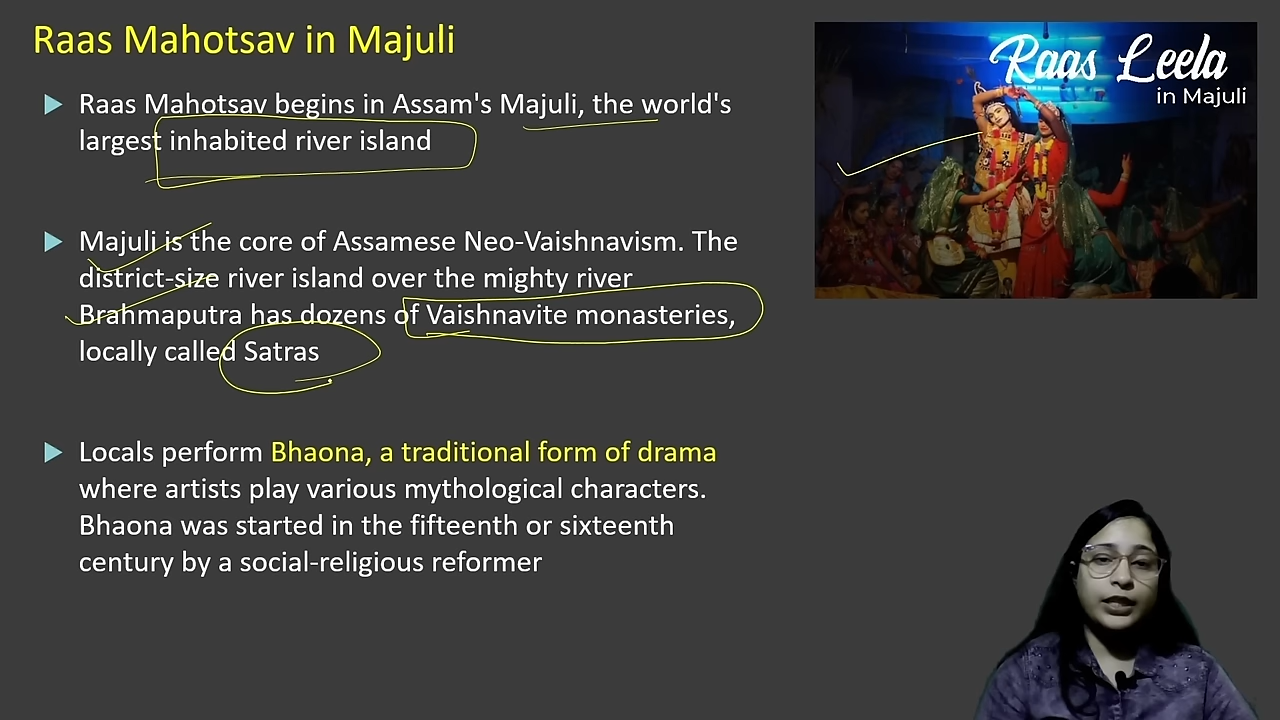 Raas Mahotsav in Majuli
Raas Mahotsav begins in Assam's Majuli, the world's
largest inhabited river island
Majuli is the core of Assamese Neo-Vaishnavism. The
district-size river island over the mighty river
Brahmaputra has dozens of Vaishnavite monasteries,
locally called Satras
Locals perform Bhaona, a traditional form of drama
where artists play various mythological characters.
Bhaona was started in the fifteenth or sixteenth
century by a social-religious reformer
Raas Leela
in Majuli